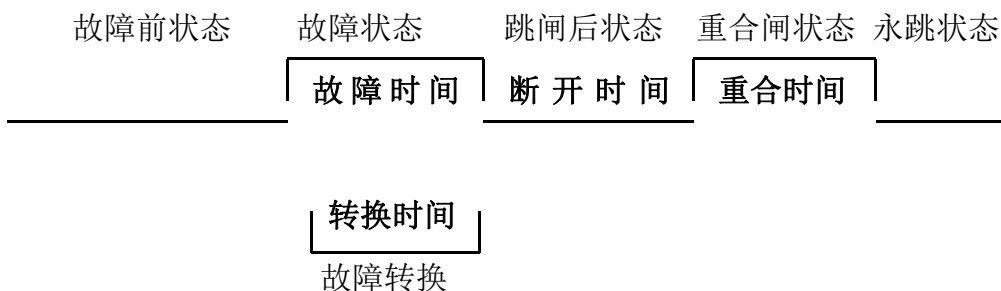 故障前状态 故障状态 跳闸后状态 重合闸状态 永跳状态
故障时间 断开时间 重合时间
转换时间
故障转换